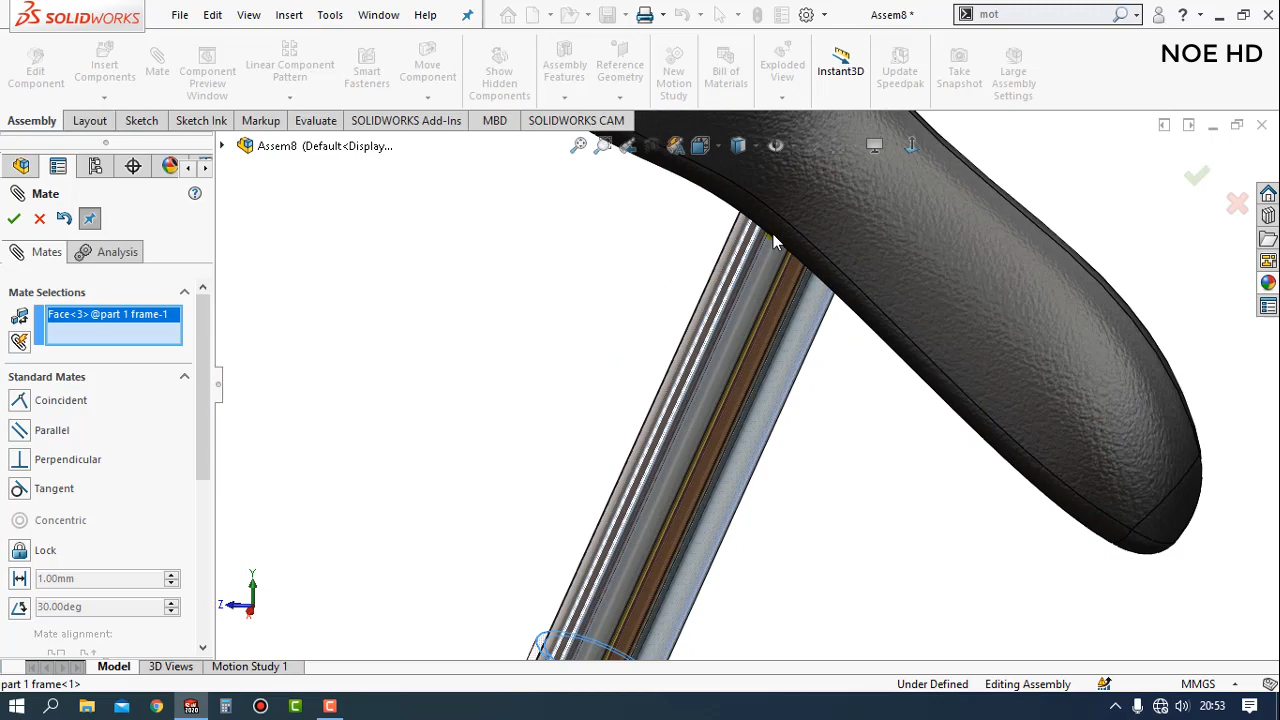 SOLIDWORKS File Edit View Insert Tools Window Help Assem8 * mot ?
NOE HD
Edit Component
Insert Components
Mate
Component Preview Window
Linear Component Pattern
Smart Fasteners
Move Component
Show Hidden Components
Assembly Features
Reference Geometry
New Motion Study
Bill of Materials
Exploded View
Instant3D
Update Speedpak
Take Snapshot
Large Assembly Settings
Assembly Layout Sketch Sketch Ink Markup Evaluate SOLIDWORKS Add-Ins MBD SOLIDWORKS CAM
Assem8 (Default<Display...
Mate
Mates Analysis
Mate Selections
Face<3>@part 1 frame-1
Standard Mates
Coincident
Parallel
Perpendicular
Tangent
Concentric
Lock
1.00mm
30.00deg
Mate alignment:
Y
Z
X
Model 3D Views Motion Study 1
part 1 frame<1> Under Defined Editing Assembly MMGS
20:53